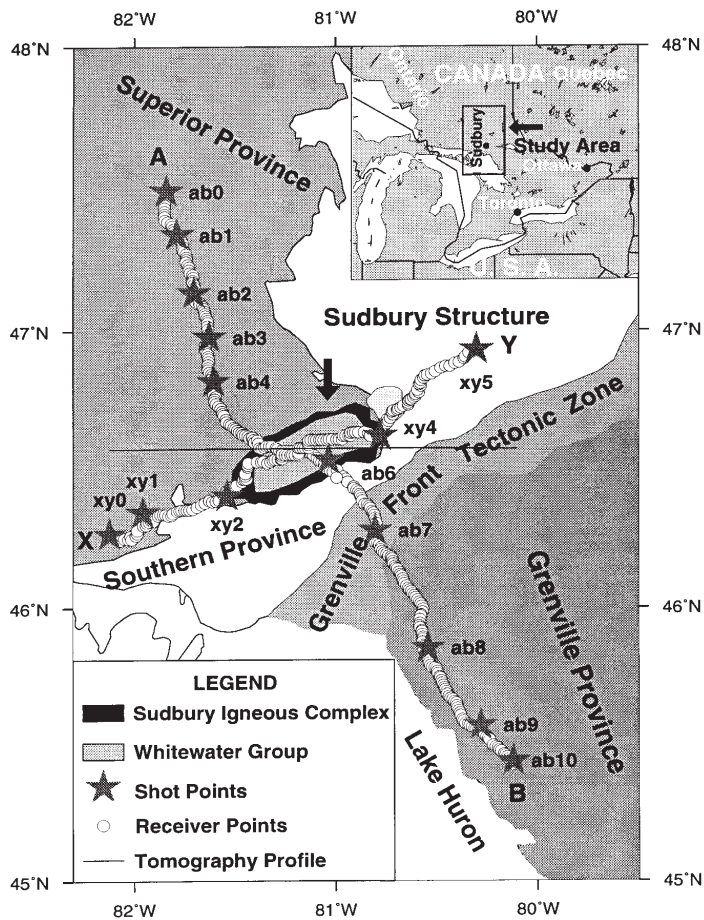 82°W 81°W 80°W
48°N 48°N
Superior Province
Ontario
CANADA Quebec
Sudbury
Study Area
Ottawa
Toronto
U. S. A.
A
ab0
ab1
ab2
47°N 47°N
ab3
ab4
Sudbury Structure
Y
xy5
xy4
ab6
Grenville Front Tectonic Zone
xy1
xy0
X
xy2
Southern Province
ab7
46°N 46°N
ab8
Grenville Province
ab9
ab10
B
Lake Huron
LEGEND
Sudbury Igneous Complex
Whitewater Group
Shot Points
Receiver Points
Tomography Profile
45°N 45°N
82°W 81°W 80°W